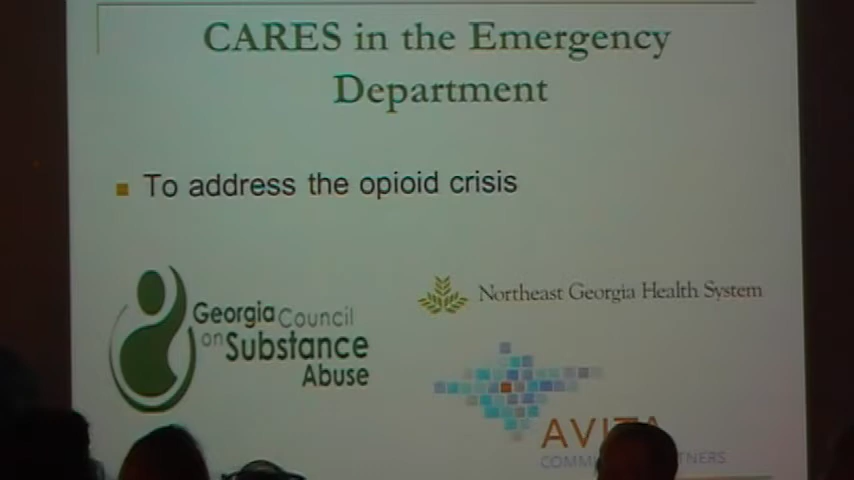 CARES in the Emergency
Department
To address the opioid crisis
Georgia Council
on Substance
Abuse
Northeast Georgia Health System